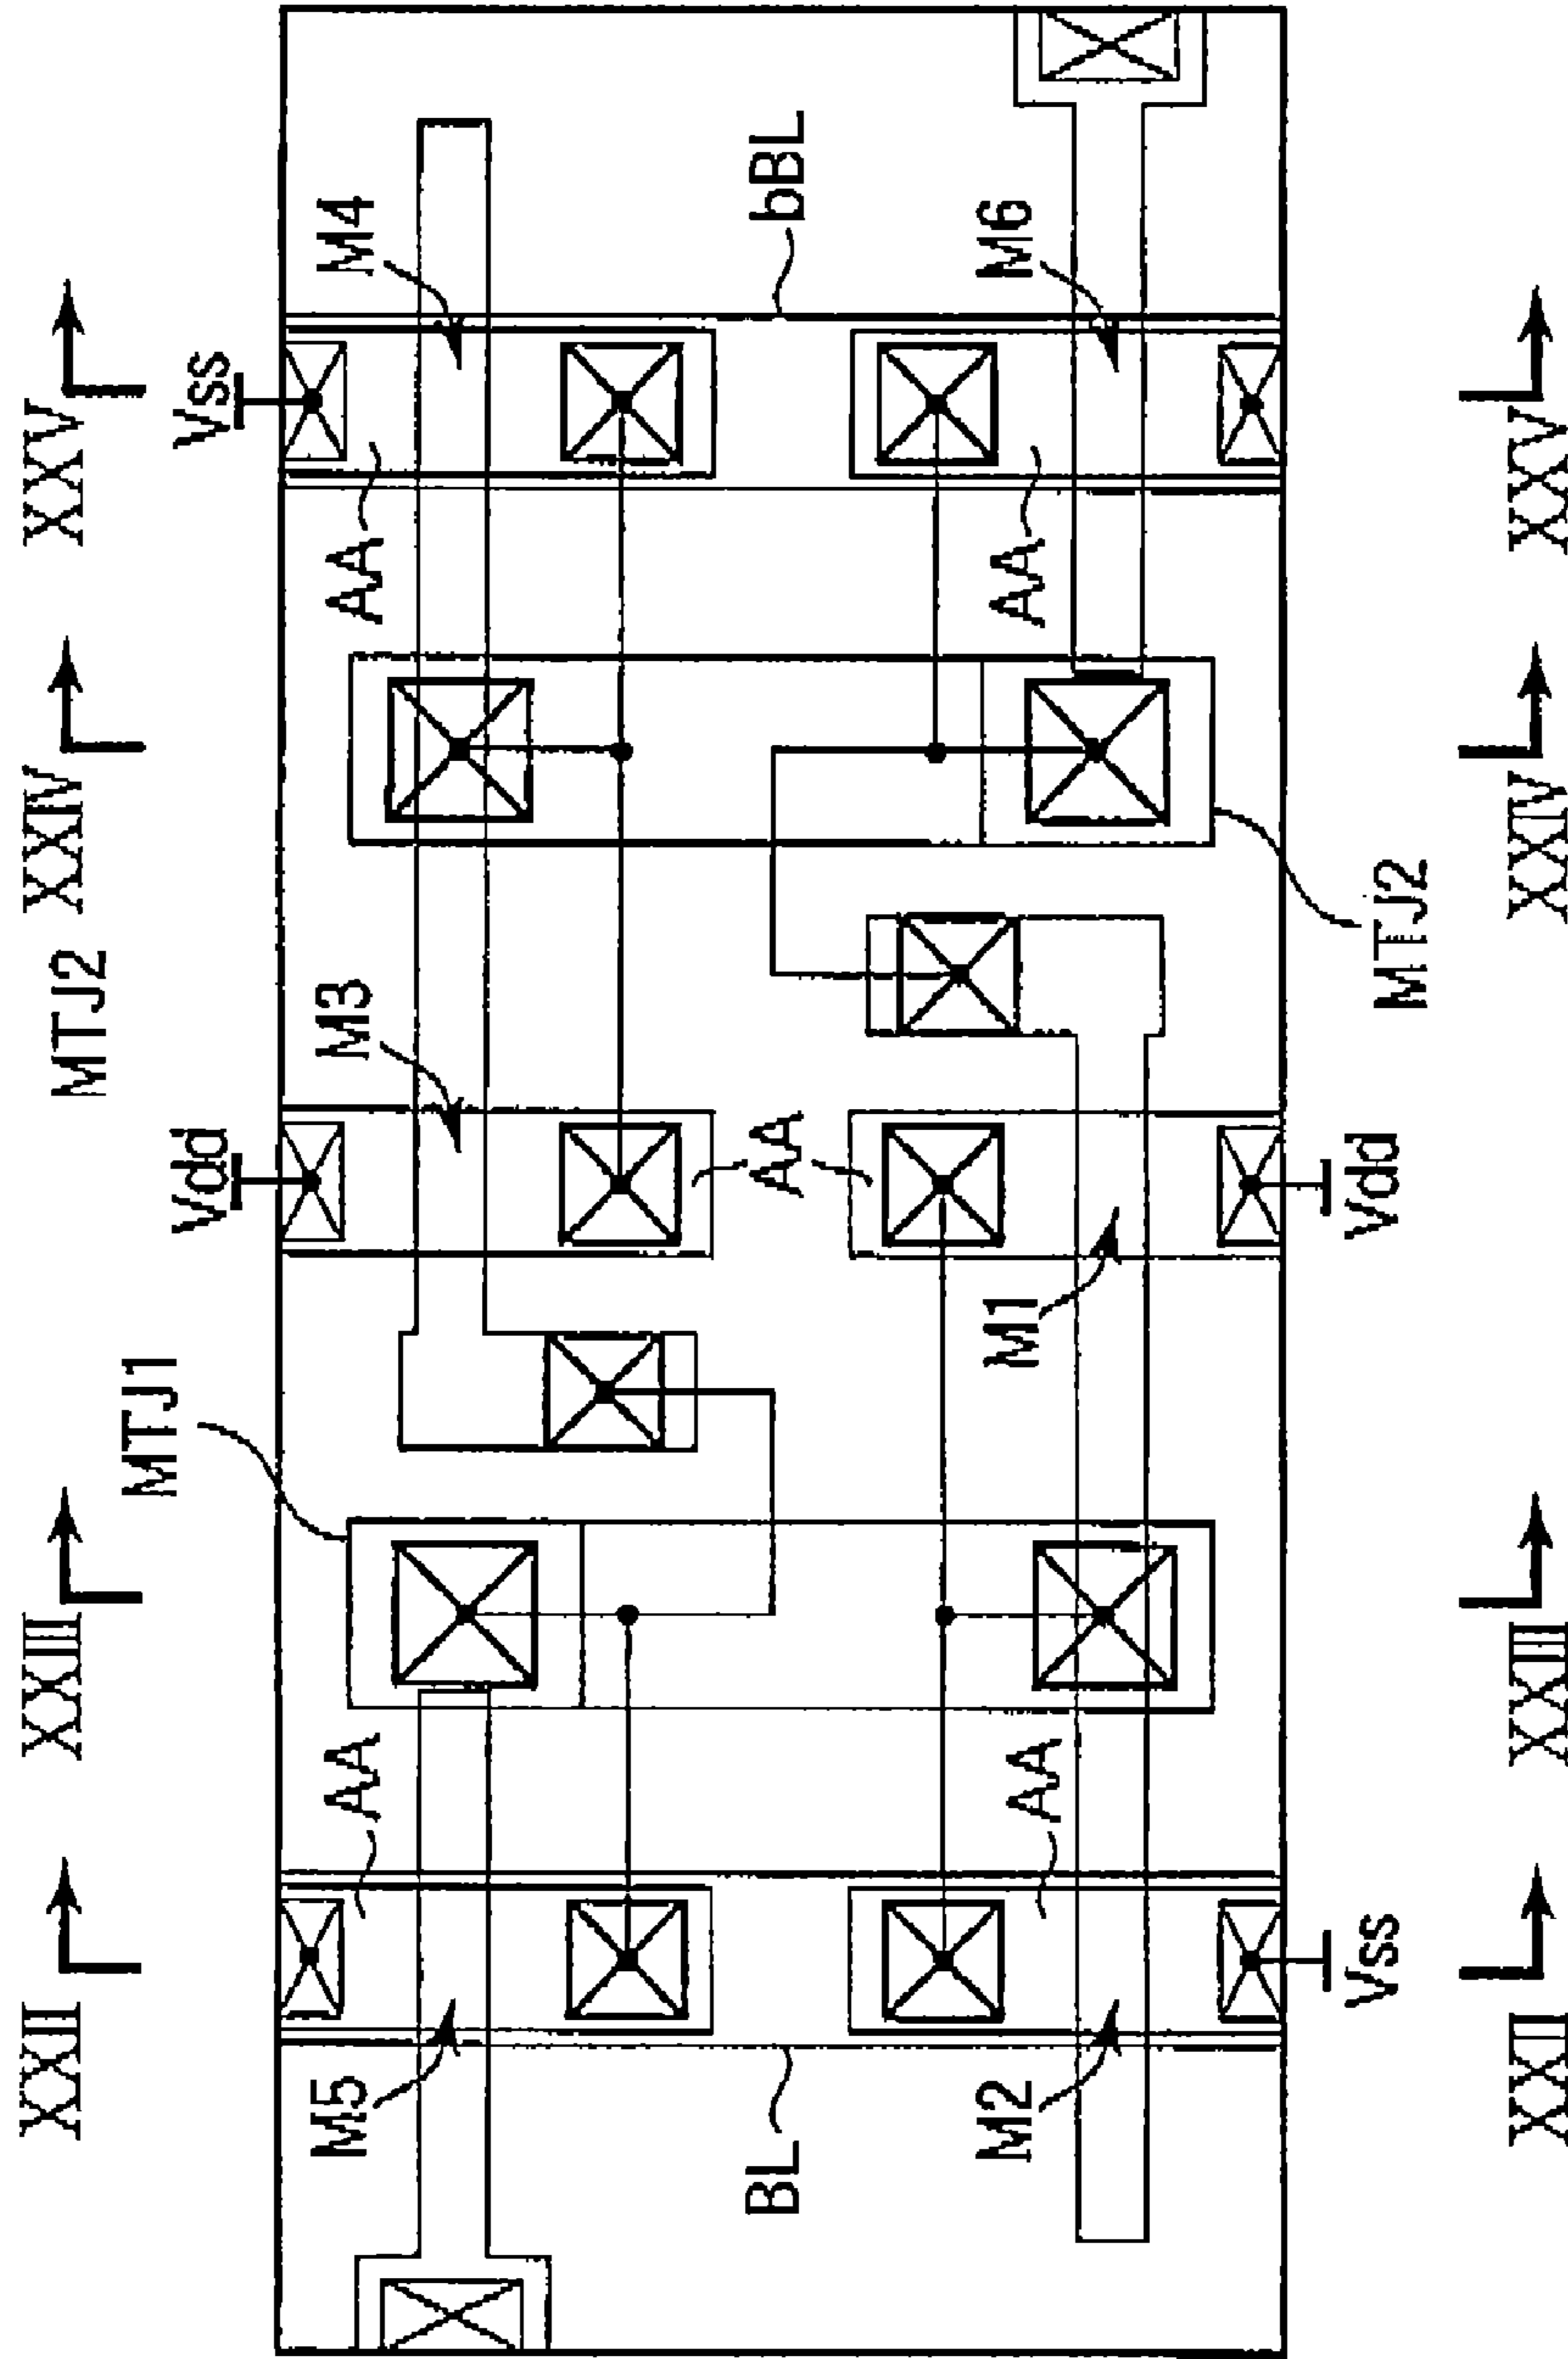 XXII XXIII XXIV XXV
MTJ2
MTJ1
Vdd Vss
M5 AA M3 AA M4
BL AA bBL
M2 AA M1 AA M6
Vss Vdd MTJ2
XXII XXIII XXIV XXV